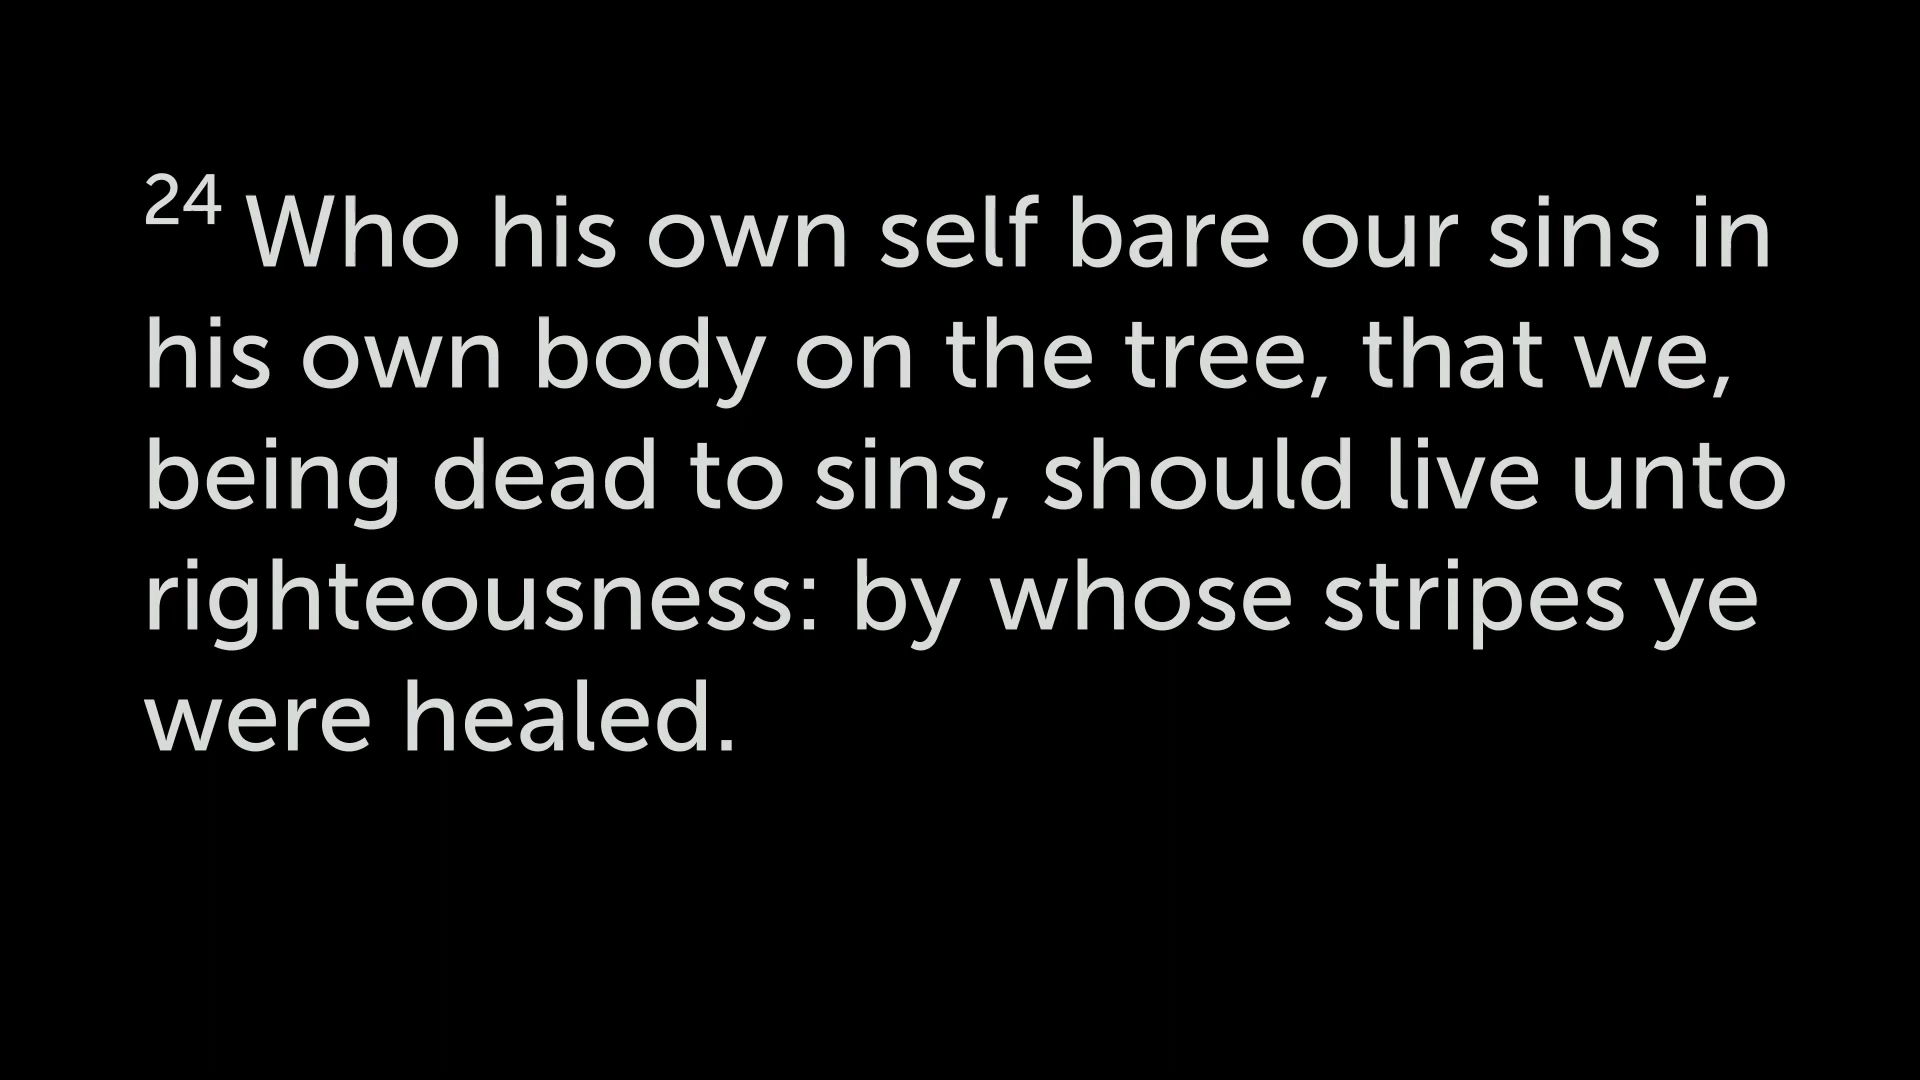 24 Who his own self bare our sins in
his own body on the tree, that we,
being dead to sins, should live unto
righteousness: by whose stripes ye
were healed.